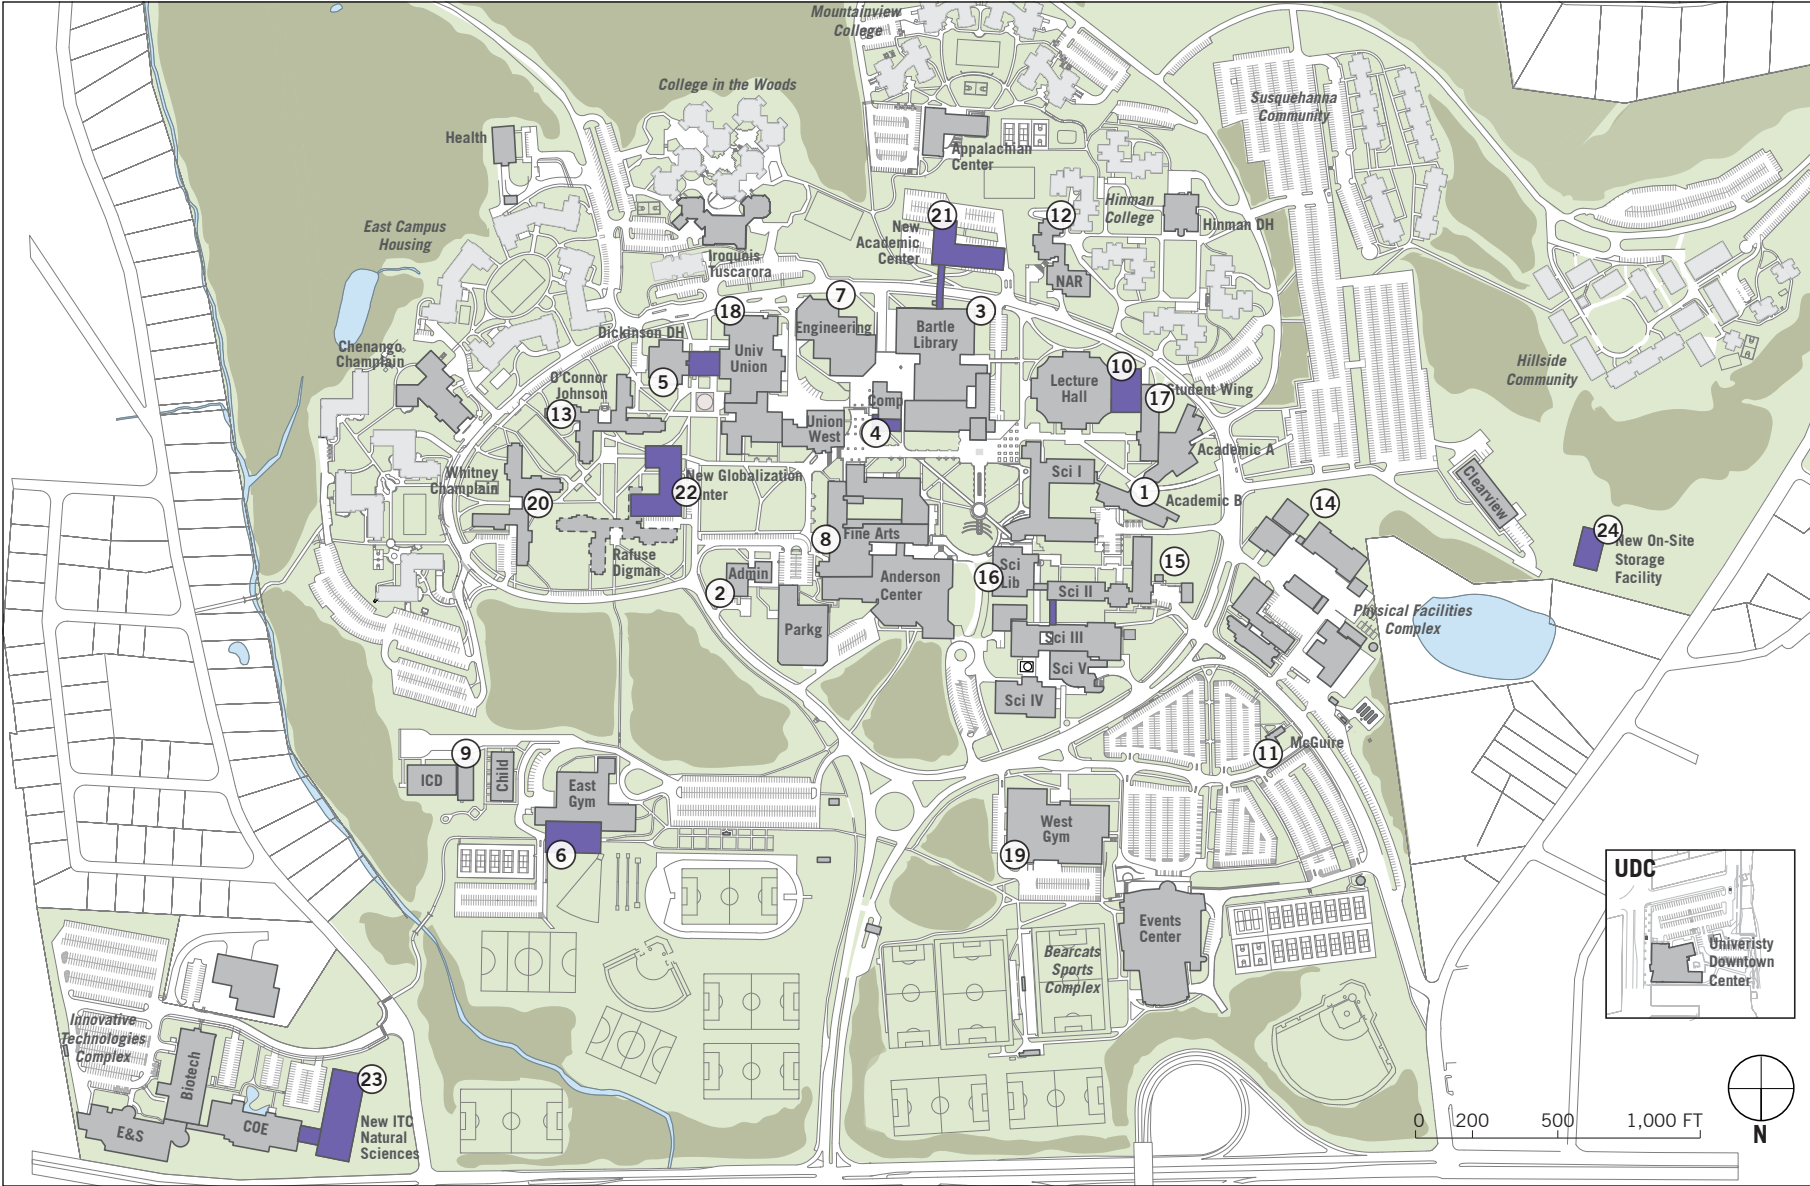 Mountainview
College
College in the Woods
Susquehanna
Community
Health
Appalachian
Center
East Campus
Housing
21
New
Academic
Center
12
Hinman
College
Hinman DH
Iroquois
Tuscarora
NAR
7
18
3
Engineering
Bartle
Library
Dickinson DH
Chenango
Champlain
Univ
Union
10
Lecture
Hall
Hillside
Community
O'Connor
Johnson
5
Student Wing
17
Comp
13
4
Union
West
Academic A
Whitney
Champlain
New Globalization
Center
22
Sci I
Clearview
1
Academic B
20
14
8
Fine Arts
24
New On-Site
Storage
Facility
Rafuse
Digman
Admin
2
Anderson
Center
16
Sci
Lib
15
Sci II
Physical Facilities
Complex
Parkg
Sci III
Sci V
Sci IV
9
11
McGuire
ICD
Child
East
Gym
6
West
Gym
19
UDC
Events
Center
Bearcats
Sports
Complex
Univeristy
Downtown
Center
Innovative
Technologies
Complex
Biotech
23
E&S
COE
New ITC
Natural
Sciences
0 200 500 1,000 FT
N